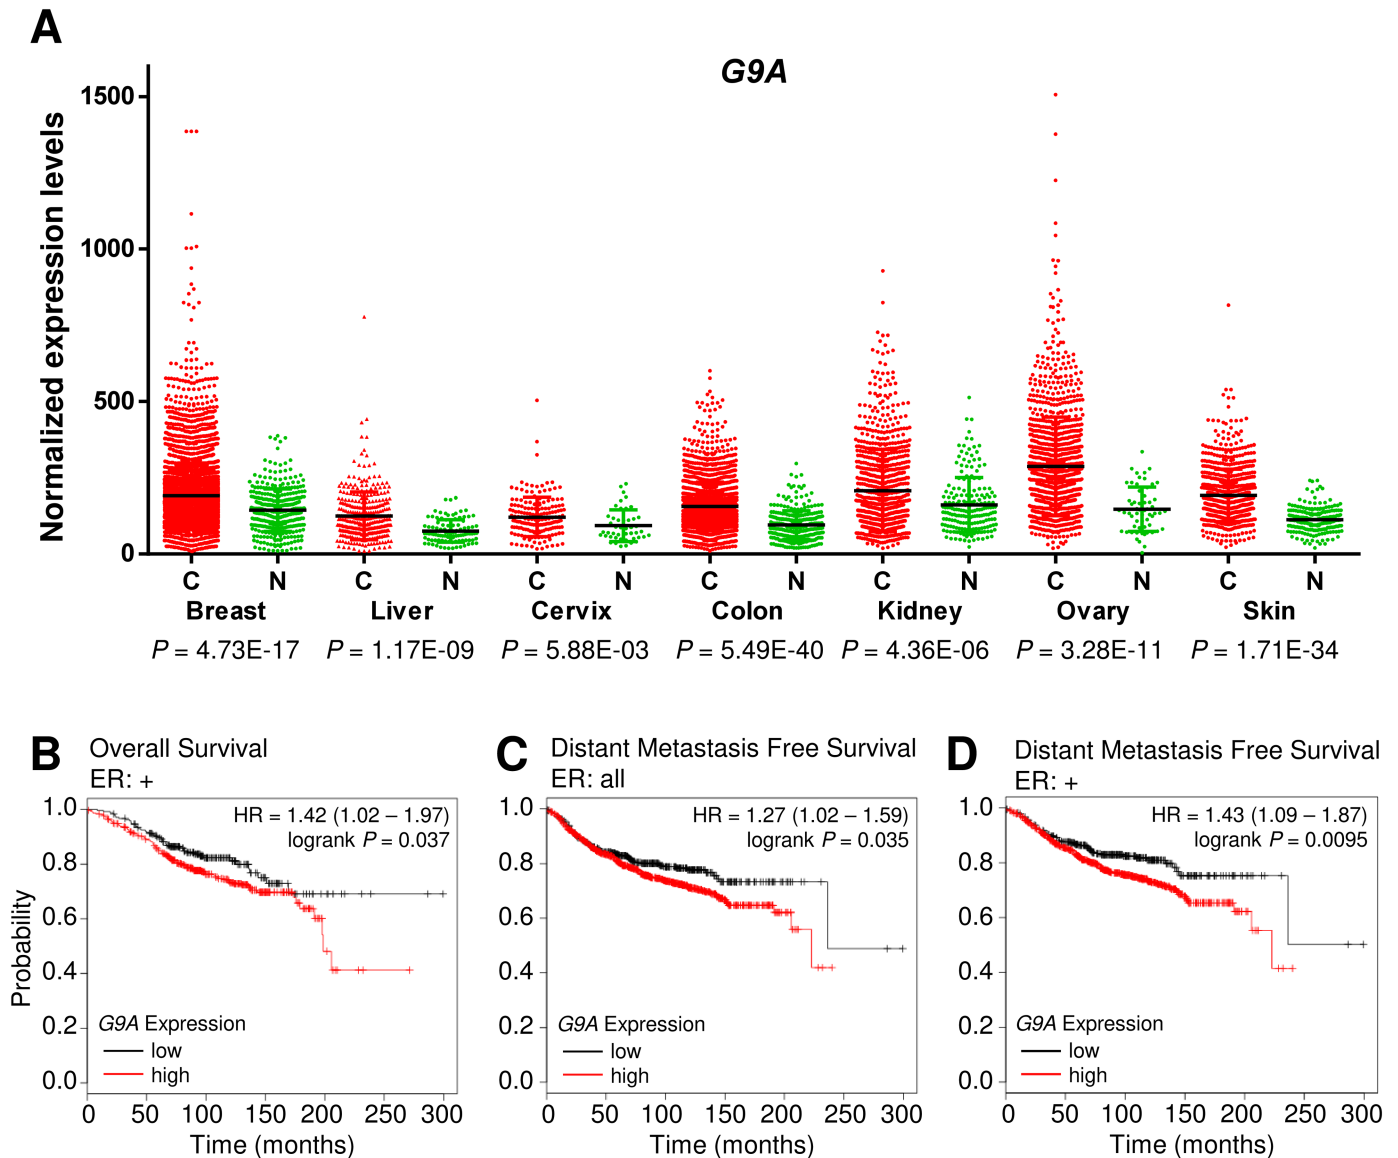 A
G9A
Normalized expression levels
1500
1000
500
0
C N C N C N C N C N C N C N
Breast Liver Cervix Colon Kidney Ovary Skin
P = 4.73E-17 P = 1.17E-09 P = 5.88E-03 P = 5.49E-40 P = 4.36E-06 P = 3.28E-11 P = 1.71E-34
B
Overall Survival
ER: +
HR = 1.42 (1.02 – 1.97)
logrank P = 0.037
Probability
1.0
0.8
0.6
0.4
0.2
0.0
G9A Expression
low
high
0 50 100 150 200 250 300
Time (months)
C
Distant Metastasis Free Survival
ER: all
HR = 1.27 (1.02 – 1.59)
logrank P = 0.035
1.0
0.8
0.6
0.4
0.2
0.0
G9A Expression
low
high
0 50 100 150 200 250 300
Time (months)
D
Distant Metastasis Free Survival
ER: +
HR = 1.43 (1.09 – 1.87)
logrank P = 0.0095
1.0
0.8
0.6
0.4
0.2
0.0
G9A Expression
low
high
0 50 100 150 200 250 300
Time (months)